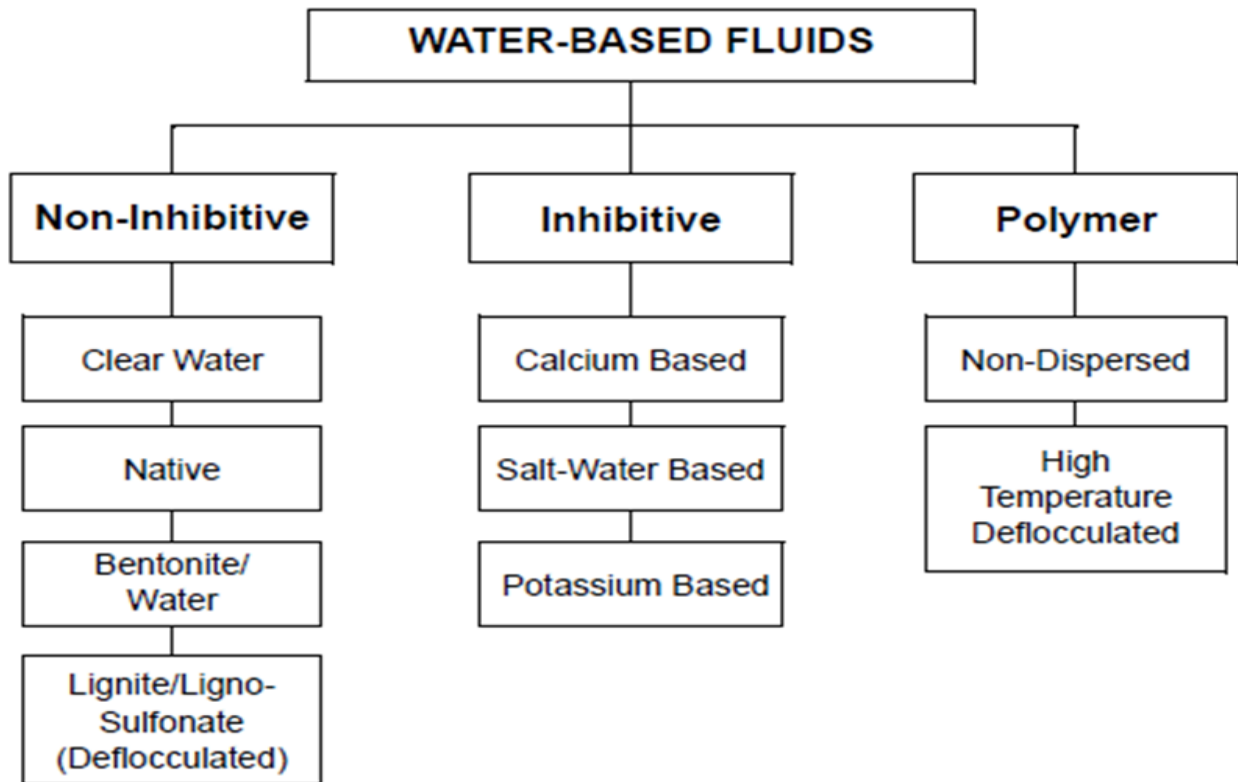 WATER-BASED FLUIDS
Non-Inhibitive
Clear Water
Native
Bentonite/
Water
Lignite/Ligno-
Sulfonate
(Deflocculated)
Inhibitive
Calcium Based
Salt-Water Based
Potassium Based
Polymer
Non-Dispersed
High
Temperature
Deflocculated